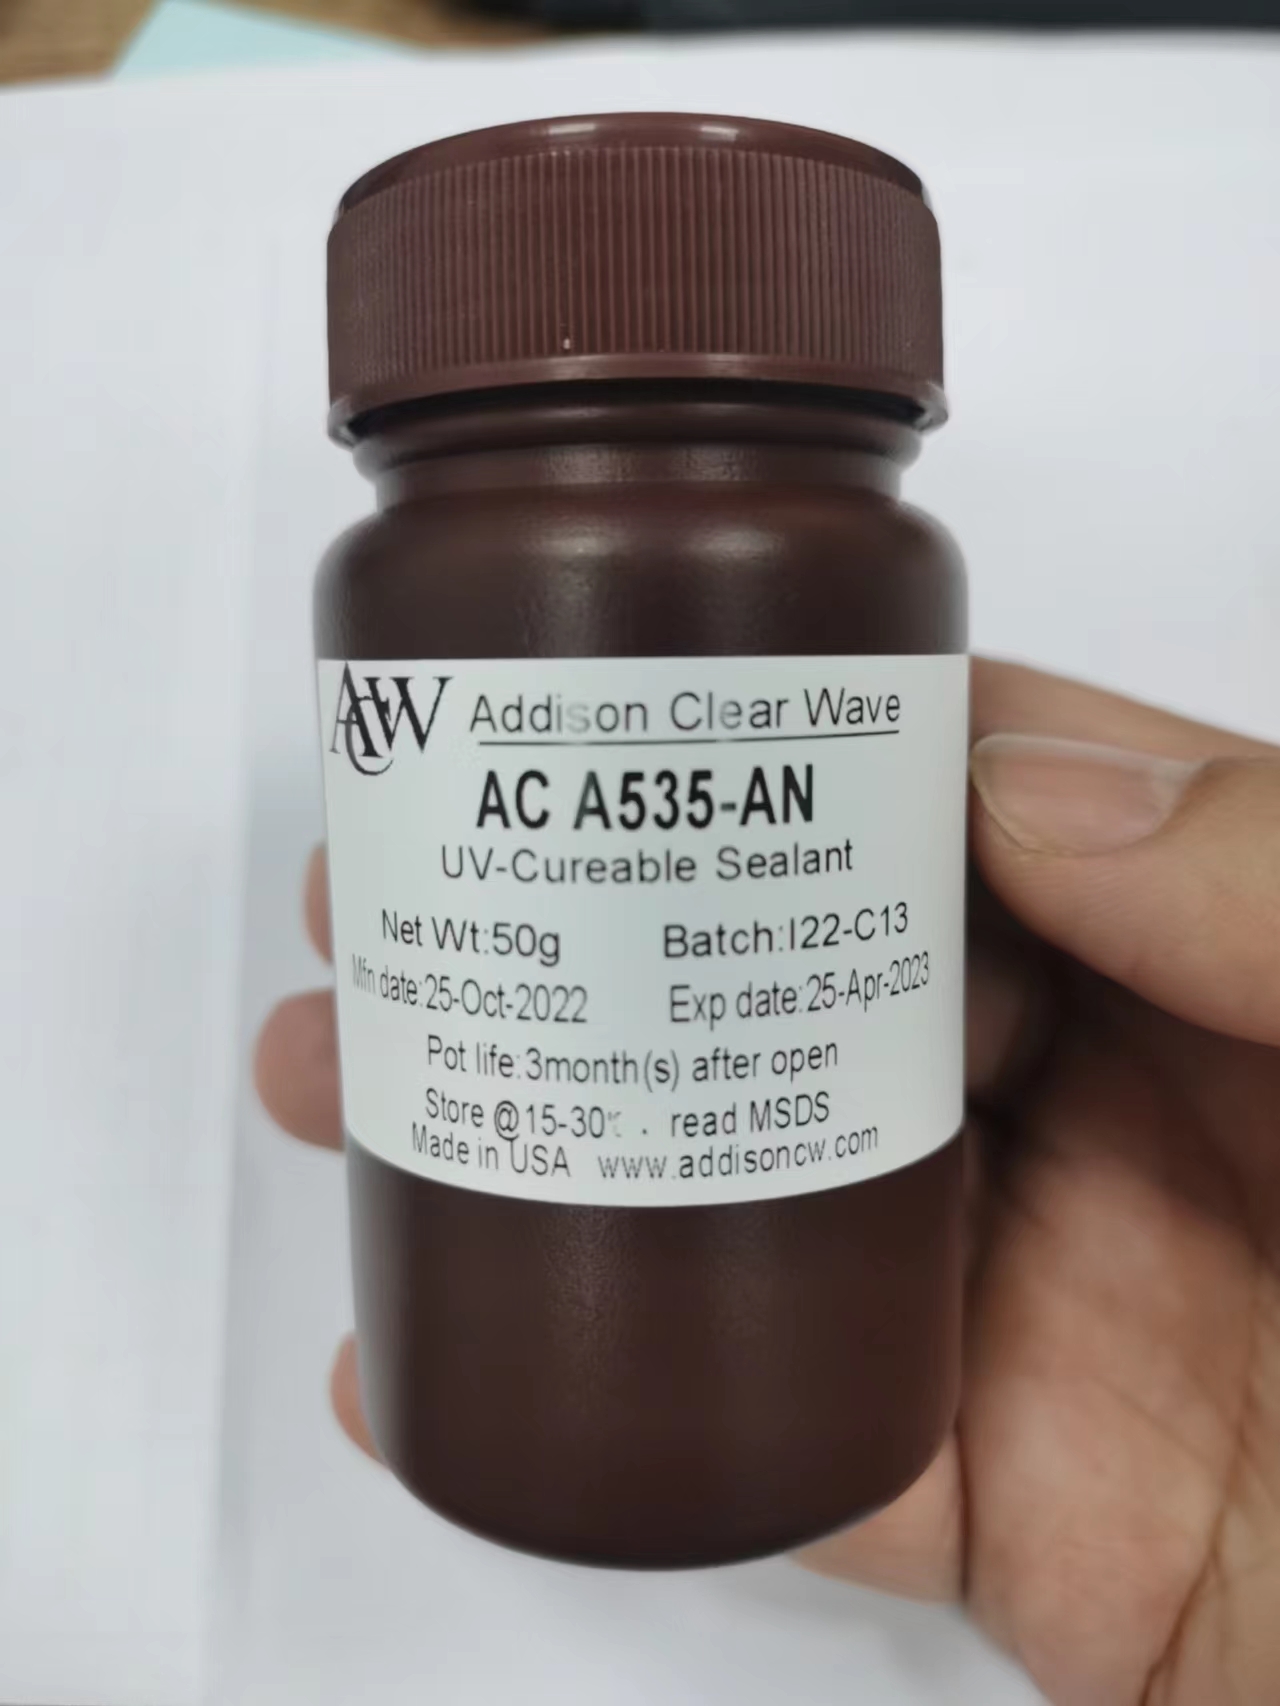 ACW Addison Clear Wave
AC A535-AN
UV-Cureable Sealant
Net Wt:50g Batch:I22-C13
Mfn date:25-Oct-2022 Exp date:25-Apr-2023
Pot life:3month(s) after open
Store @15-30℃ . read MSDS
Made in USA www.addisoncw.com